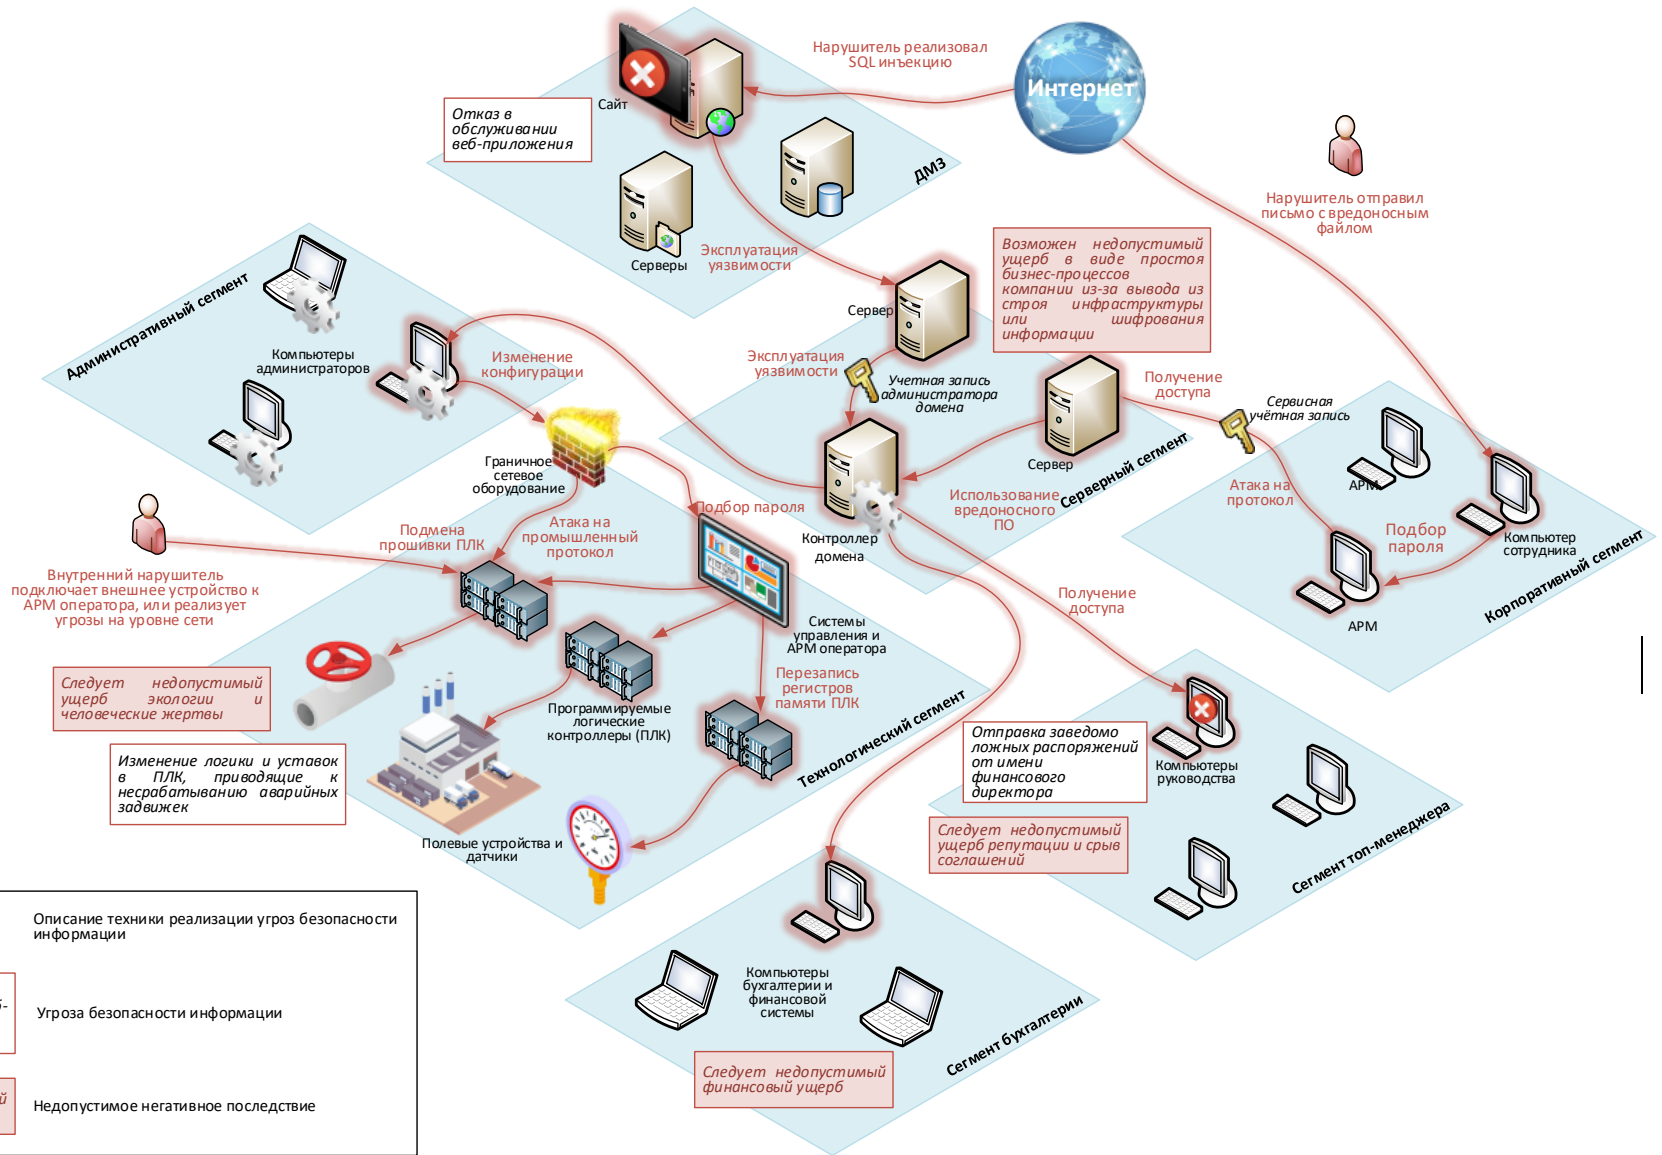 Нарушитель реализовал
SQL инъекцию
Интернет
Сайт
Отказ в
обслуживании
веб-приложения
ДМЗ
Серверы
Нарушитель отправил
письмо с вредоносным
файлом
Эксплуатация
уязвимости
Возможен недопустимый
ущерб в виде простоя
бизнес-процессов
компании из-за вывода из
строя инфраструктуры
или шифрования
информации
Административный сегмент
Компьютеры
администраторов
Изменение
конфигурации
Сервер
Эксплуатация
уязвимости
Учетная запись
администратора
домена
Получение
доступа
Сервисная
учётная запись
Сервер
Серверный сегмент
Граничное
сетевое
оборудование
Подбор пароля
Использование
вредоносного
ПО
Контроллер
домена
АРМ
Атака на
протокол
Подбор
пароля
Компьютер
сотрудника
АРМ
Корпоративный сегмент
Подмена
прошивки ПЛК
Атака на
промышленный
протокол
Внутренний нарушитель
подключает внешнее устройство к
АРМ оператора, или реализует
угрозы на уровне сети
Получение
доступа
Системы
управления и
АРМ оператора
Перезапись
регистров
памяти ПЛК
Следует недопустимый
ущерб экологии и
человеческие жертвы
Программируемые
логические
контроллеры (ПЛК)
Изменение логики и уставок
в ПЛК, приводящие к
несрабатыванию аварийных
задвижек
Технологический сегмент
Полевые устройства и
датчики
Отправка заведомо
ложных распоряжений
от имени
финансового
директора
Компьютеры
руководства
Следует недопустимый
ущерб репутации и срыв
соглашений
Сегмент топ-менеджера
Компьютеры
бухгалтерии и
финансовой
системы
Сегмент бухгалтерии
Следует недопустимый
финансовый ущерб
Описание техники реализации угроз безопасности
информации
Угроза безопасности информации
Недопустимое негативное последствие